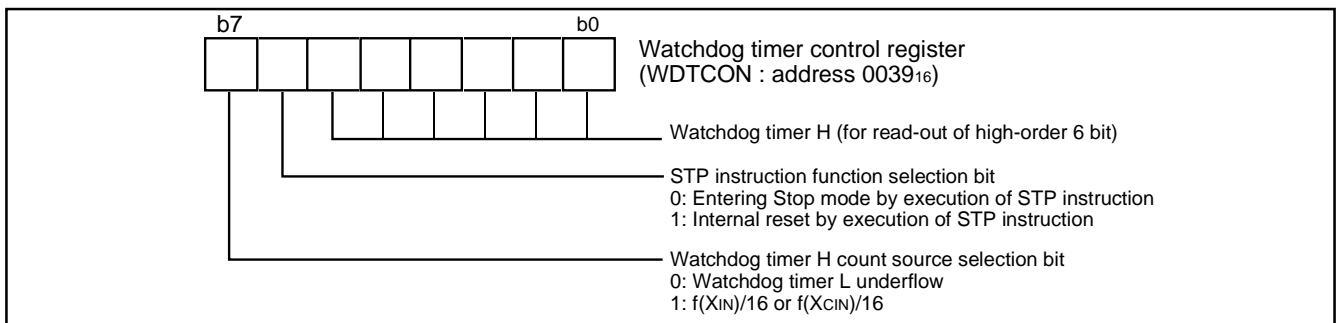 b7
b0
Watchdog timer control register
(WDTCON : address 003916)
Watchdog timer H (for read-out of high-order 6 bit)
STP instruction function selection bit
0: Entering Stop mode by execution of STP instruction
1: Internal reset by execution of STP instruction
Watchdog timer H count source selection bit
0: Watchdog timer L underflow
1: f(XIN)/16 or f(XCIN)/16